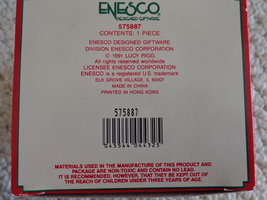 ENESCO
DESIGNED GIFTWARE
575887
CONTENTS: 1 PIECE
ENESCO DESIGNED GIFTWARE
DIVISION ENESCO CORPORATION
© 1991 LUCY RIGG
All rights reserved worldwide
LICENSEE ENESCO CORPORATION
ENESCO is a registered U.S. trademark
ELK GROVE VILLAGE, IL 60007
MADE IN CHINA
PRINTED IN HONG KONG
575887
045544 044325
MATERIALS USED IN THE MANUFACTURE OF THIS PRODUCT AND
PACKAGE ARE NON-TOXIC AND CONTAIN NO LEAD.
IT IS RECOMMENDED, HOWEVER, THAT THEY BE KEPT OUT OF
THE REACH OF CHILDREN UNDER THREE YEARS OF AGE.